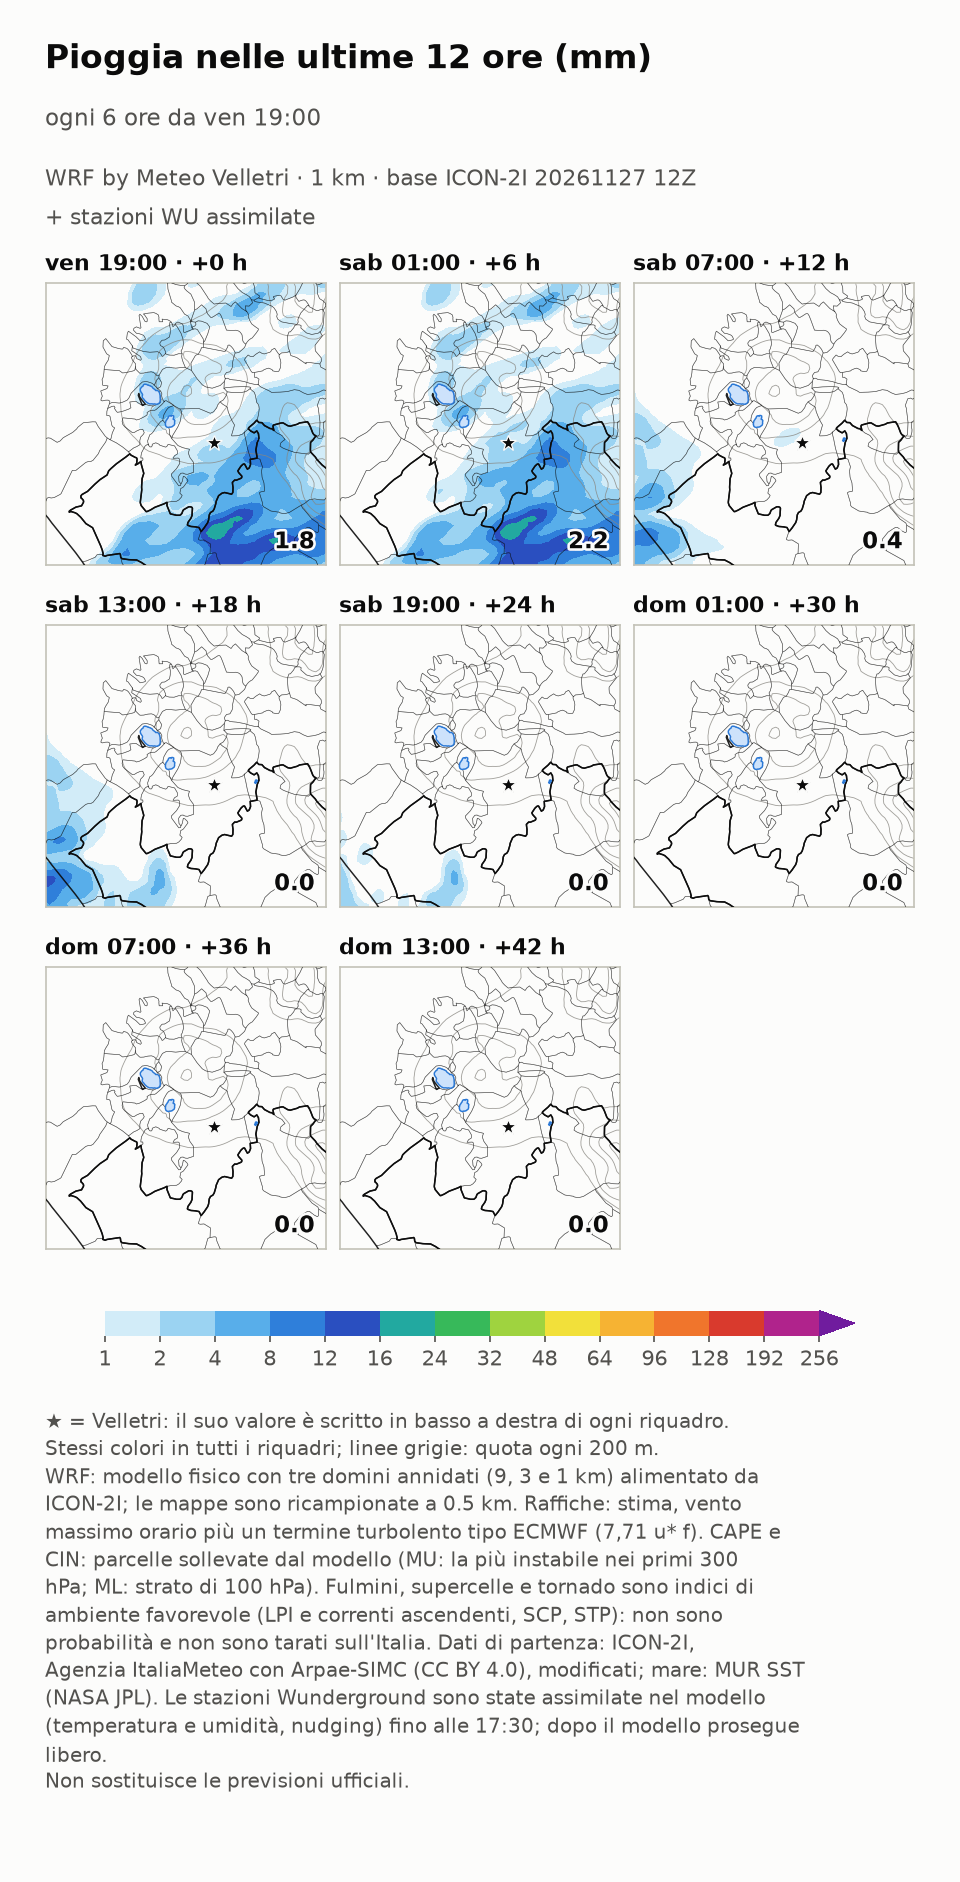 Pioggia nelle ultime 12 ore (mm)
ogni 6 ore da ven 19:00
WRF by Meteo Velletri · 1 km · base ICON-2I 20261127 12Z
+ stazioni WU assimilate
ven 19:00 · +0 h
sab 01:00 · +6 h
sab 07:00 · +12 h
1.8
2.2
0.4
sab 13:00 · +18 h
sab 19:00 · +24 h
dom 01:00 · +30 h
0.0
0.0
0.0
dom 07:00 · +36 h
dom 13:00 · +42 h
0.0
0.0
1 2 4 8 12 16 24 32 48 64 96 128 192 256
★ = Velletri: il suo valore è scritto in basso a destra di ogni riquadro.
Stessi colori in tutti i riquadri; linee grigie: quota ogni 200 m.
WRF: modello fisico con tre domini annidati (9, 3 e 1 km) alimentato da
ICON-2I; le mappe sono ricampionate a 0.5 km. Raffiche: stima, vento
massimo orario più un termine turbolento tipo ECMWF (7,71 u* f). CAPE e
CIN: parcelle sollevate dal modello (MU: la più instabile nei primi 300
hPa; ML: strato di 100 hPa). Fulmini, supercelle e tornado sono indici di
ambiente favorevole (LPI e correnti ascendenti, SCP, STP): non sono
probabilità e non sono tarati sull'Italia. Dati di partenza: ICON-2I,
Agenzia ItaliaMeteo con Arpae-SIMC (CC BY 4.0), modificati; mare: MUR SST
(NASA JPL). Le stazioni Wunderground sono state assimilate nel modello
(temperatura e umidità, nudging) fino alle 17:30; dopo il modello prosegue
libero.
Non sostituisce le previsioni ufficiali.